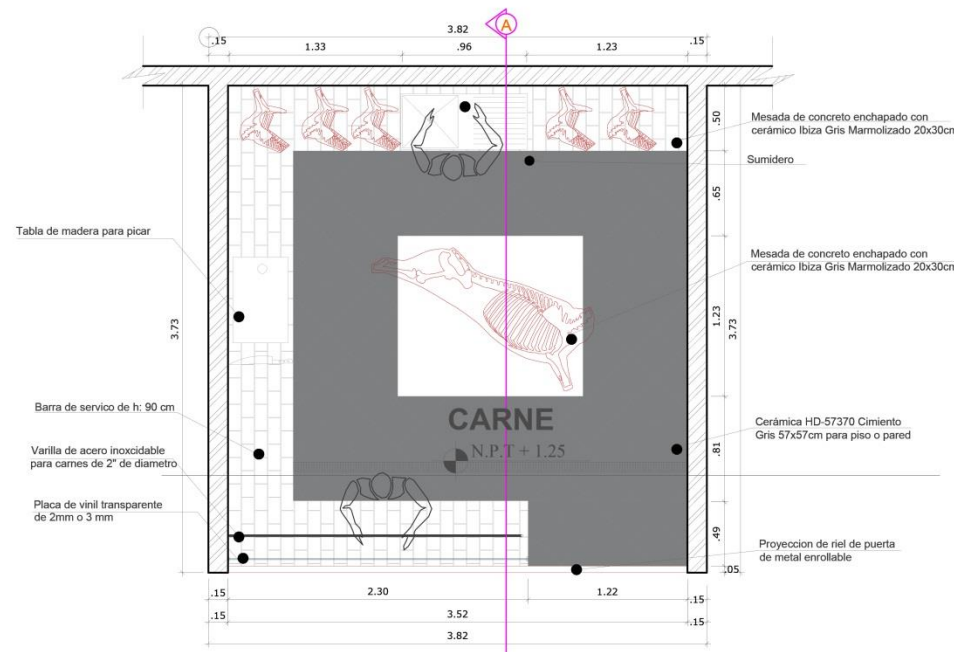 3.82
A
.15
1.33
.96
1.23
.15
Mesada de concreto enchapado con
cerámico Ibiza Gris Marmolizado 20x30cm
Sumidero
.50
.65
Tabla de madera para picar
Mesada de concreto enchapado con
cerámico Ibiza Gris Marmolizado 20x30cm
3.73
1.23
3.73
Barra de servico de h: 90 cm
CARNE
Cerámica HD-57370 Cimiento
Gris 57x57cm para piso o pared
Varilla de acero inoxcidable
para carnes de 2" de diametro
N.P.T + 1.25
.81
Placa de vinil transparente
de 2mm o 3 mm
.49
Proyeccion de riel de puerta
de metal enrollable
.05
.15
2.30
1.22
.15
.15
3.52
.15
3.82